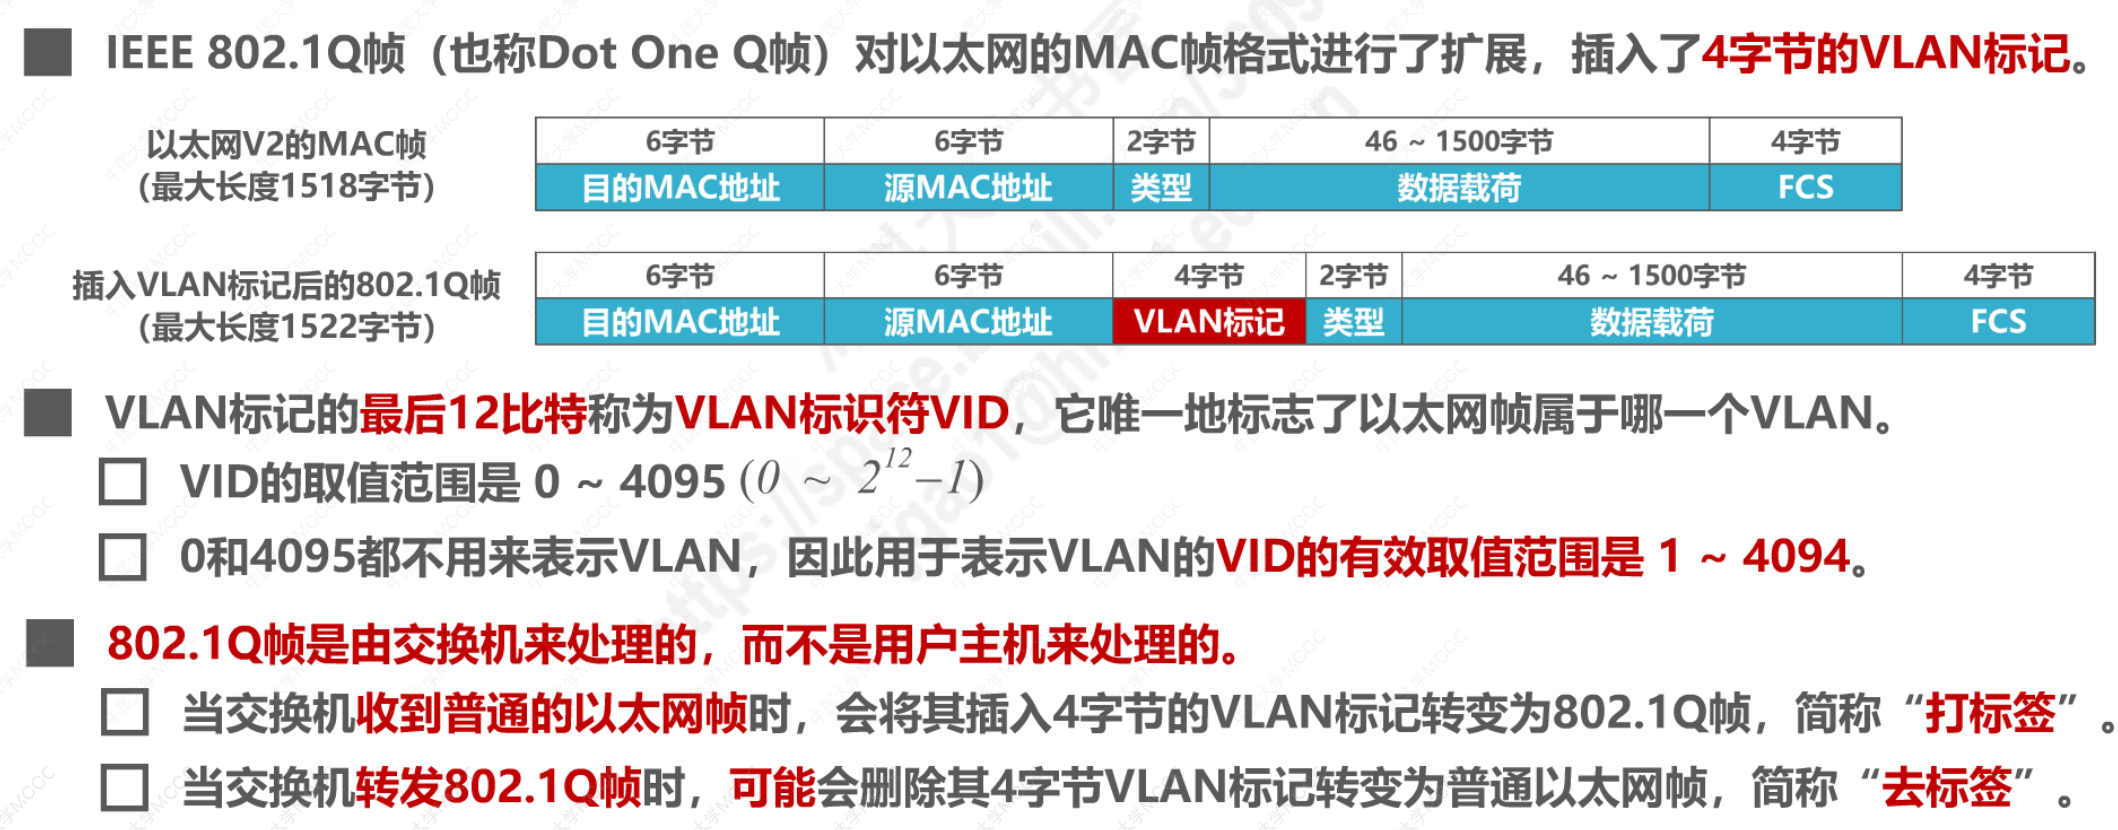 IEEE 802.1Q帧（也称Dot One Q帧）对以太网的MAC帧格式进行了扩展，插入了4字节的VLAN标记。
以太网V2的MAC帧
(最大长度1518字节)
6字节 6字节 2字节 46 ~ 1500字节 4字节
目的MAC地址 源MAC地址 类型 数据载荷 FCS
插入VLAN标记后的802.1Q帧
(最大长度1522字节)
6字节 6字节 4字节 2字节 46 ~ 1500字节 4字节
目的MAC地址 源MAC地址 VLAN标记 类型 数据载荷 FCS
VLAN标记的最后12比特称为VLAN标识符VID，它唯一地标志了以太网帧属于哪一个VLAN。
VID的取值范围是 0 ~ 4095 (0 ~ 2^12−1)
0和4095都不用来表示VLAN，因此用于表示VLAN的VID的有效取值范围是 1 ~ 4094。
802.1Q帧是由交换机来处理的，而不是用户主机来处理的。
当交换机收到普通的以太网帧时，会将其插入4字节的VLAN标记转变为802.1Q帧，简称“打标签”。
当交换机转发802.1Q帧时，可能会删除其4字节VLAN标记转变为普通以太网帧，简称“去标签”。